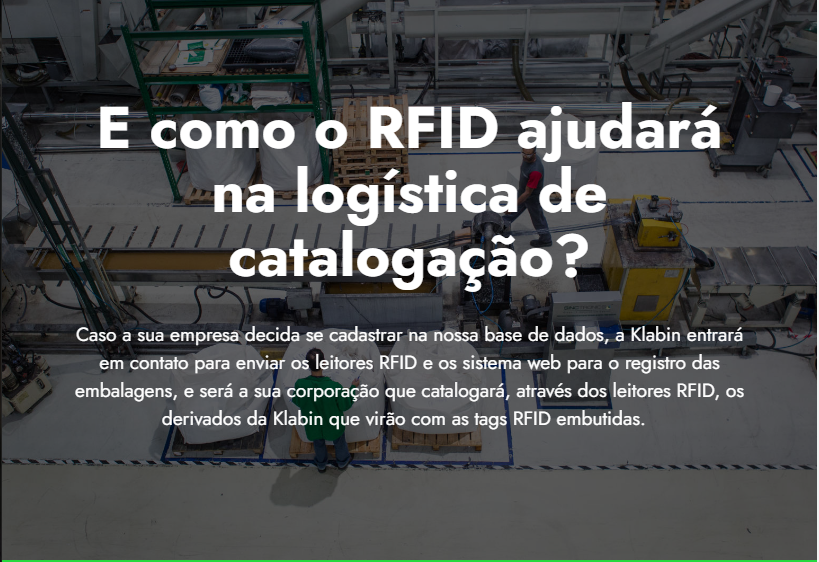 E como o RFID ajudará
na logística de
catalogação?
Caso a sua empresa decida se cadastrar na nossa base de dados, a Klabin entrará
em contato para enviar os leitores RFID e os sistema web para o registro das
embalagens, e será a sua corporação que catalogará, através dos leitores RFID, os
derivados da Klabin que virão com as tags RFID embutidas.